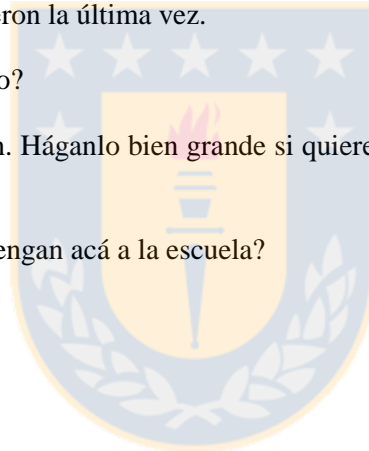 ron la última vez.
o?
. Háganlo bien grande si quiere
engan acá a la escuela?